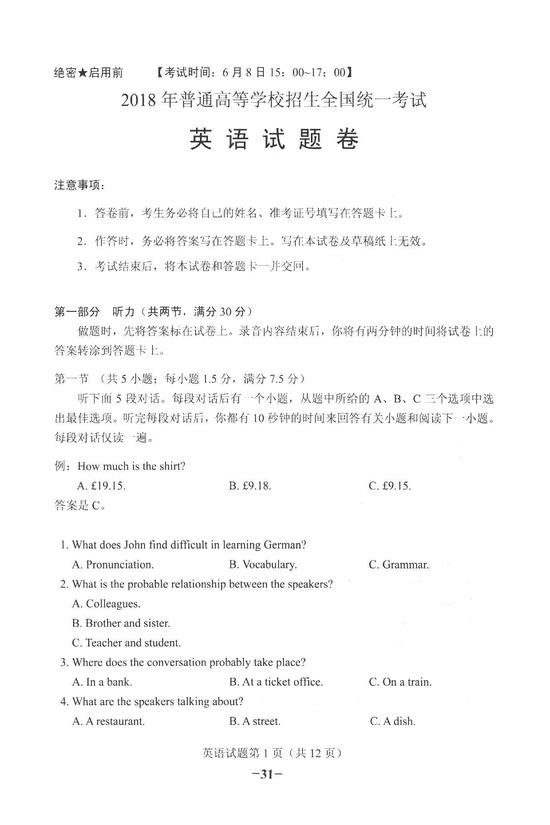 绝密★启用前 【考试时间：6月8日15：00~17：00】
2018年普通高等学校招生全国统一考试
英语试题卷
注意事项：
1．答卷前，考生务必将自己的姓名、准考证号填写在答题卡上。
2．作答时，务必将答案写在答题卡上。写在本试卷及草稿纸上无效。
3．考试结束后，将本试卷和答题卡一并交回。
第一部分 听力（共两节，满分30分）
做题时，先将答案标在试卷上。录音内容结束后，你将有两分钟的时间将试卷上的
答案转涂到答题卡上。
第一节 （共5小题；每小题1.5分，满分7.5分）
听下面5段对话。每段对话后有一个小题，从题中所给的A、B、C三个选项中选
出最佳选项。听完每段对话后，你都有10秒钟的时间来回答有关小题和阅读下一小题。
每段对话仅读一遍。
例：How much is the shirt?
A. £19.15. B. £9.18. C. £9.15.
答案是C。
1. What does John find difficult in learning German?
A. Pronunciation. B. Vocabulary. C. Grammar.
2. What is the probable relationship between the speakers?
A. Colleagues.
B. Brother and sister.
C. Teacher and student.
3. Where does the conversation probably take place?
A. In a bank. B. At a ticket office. C. On a train.
4. What are the speakers talking about?
A. A restaurant. B. A street. C. A dish.
英语试题第1页（共12页）
-31-